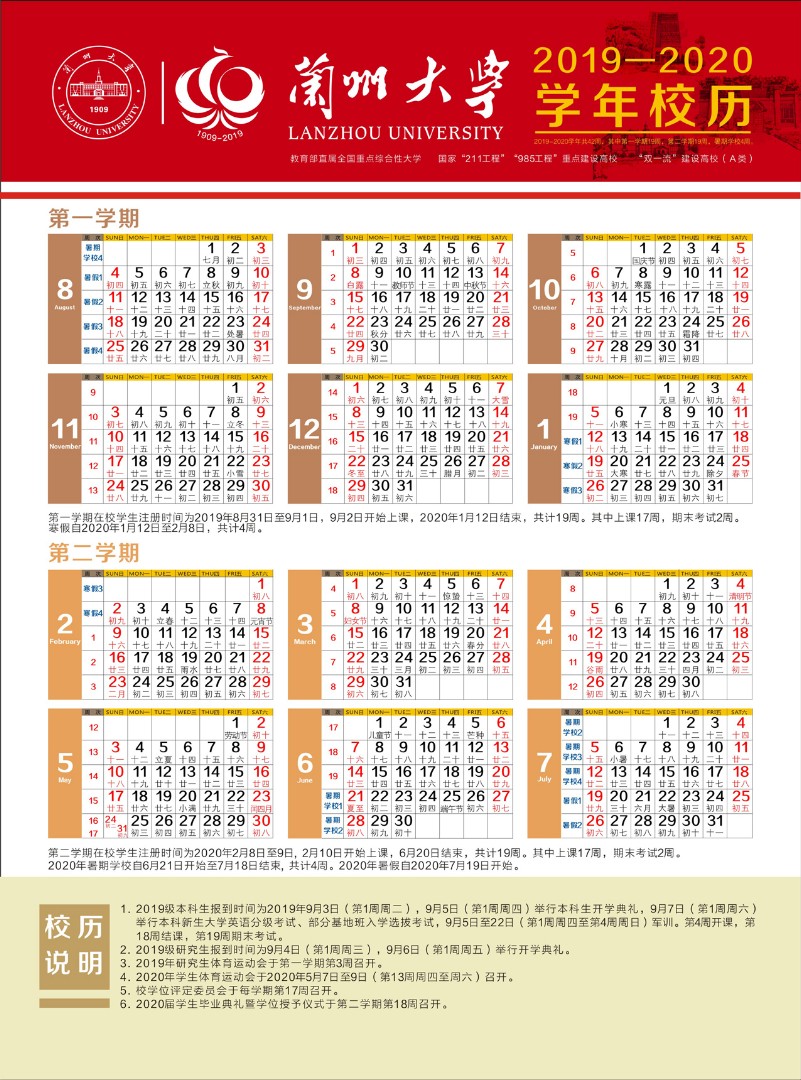 兰州大学
LANZHOU UNIVERSITY
1909
1909-2019
兰州大学
LANZHOU UNIVERSITY
2019—2020
学年校历
2019-2020学年共42周，其中第一学期19周，第二学期19周，暑期学校4周。
教育部直属全国重点综合性大学 国家“211工程”“985工程”重点建设高校 “双一流”建设高校（A类）
第一学期
8
August
周 次 SUN日 MON一 TUE二 WED三 THU四 FRI五 SAT六
暑期学校4 1 2 3
七月 初二 初三
暑假1 4 5 6 7 8 9 10
初四 初五 初六 初七 立秋 初九 初十
暑假2 11 12 13 14 15 16 17
十一 十二 十三 十四 十五 十六 十七
暑假3 18 19 20 21 22 23 24
十八 十九 二十 廿一 廿二 处暑 廿四
暑假4 25 26 27 28 29 30 31
廿五 廿六 廿七 廿八 廿九 八月 初二
9
September
周 次 SUN日 MON一 TUE二 WED三 THU四 FRI五 SAT六
1 1 2 3 4 5 6 7
初三 初四 初五 初六 初七 初八 初九
2 8 9 10 11 12 13 14
白露 十一 教师节 十三 十四 中秋节 十六
3 15 16 17 18 19 20 21
十七 十八 十九 二十 廿一 廿二 廿三
4 22 23 24 25 26 27 28
廿四 秋分 廿六 廿七 廿八 廿九 三十
5 29 30
九月 初二
10
October
周 次 SUN日 MON一 TUE二 WED三 THU四 FRI五 SAT六
5 1 2 3 4 5
国庆节 初四 初五 初六 初七
6 6 7 8 9 10 11 12
初八 初九 寒露 十一 十二 十三 十四
7 13 14 15 16 17 18 19
十五 十六 十七 十八 十九 二十 廿一
8 20 21 22 23 24 25 26
廿二 廿三 廿四 廿五 霜降 廿七 廿八
9 27 28 29 30 31
廿九 十月 初二 初三 初四
11
November
周 次 SUN日 MON一 TUE二 WED三 THU四 FRI五 SAT六
9 1 2
初五 初六
10 3 4 5 6 7 8 9
初七 初八 初九 初十 十一 立冬 十三
11 10 11 12 13 14 15 16
十四 十五 十六 十七 十八 十九 二十
12 17 18 19 20 21 22 23
廿一 廿二 廿三 廿四 廿五 小雪 廿七
13 24 25 26 27 28 29 30
廿八 廿九 十一 初二 初三 初四 初五
12
December
周 次 SUN日 MON一 TUE二 WED三 THU四 FRI五 SAT六
14 1 2 3 4 5 6 7
初六 初七 初八 初九 初十 十一 大雪
15 8 9 10 11 12 13 14
十三 十四 十五 十六 十七 十八 十九
16 15 16 17 18 19 20 21
二十 廿一 廿二 廿三 廿四 廿五 廿六
17 22 23 24 25 26 27 28
冬至 廿八 廿九 三十 腊月 初二 初三
18 29 30 31
初四 初五 初六
1
January
周 次 SUN日 MON一 TUE二 WED三 THU四 FRI五 SAT六
18 1 2 3 4
元旦 初八 初九 初十
19 5 6 7 8 9 10 11
十一 小寒 十三 十四 十五 十六 十七
寒假1 12 13 14 15 16 17 18
十八 十九 二十 廿一 廿二 廿三 廿四
寒假2 19 20 21 22 23 24 25
廿五 大寒 廿七 廿八 廿九 除夕 春节
寒假3 26 27 28 29 30 31
初二 初三 初四 初五 初六 初七
第一学期在校学生注册时间为2019年8月31日至9月1日，9月2日开始上课，2020年1月12日结束，共计19周。其中上课17周，期末考试2周。
寒假自2020年1月12日至2月8日，共计4周。
第二学期
2
February
周 次 SUN日 MON一 TUE二 WED三 THU四 FRI五 SAT六
寒假3 1
初八
寒假4 2 3 4 5 6 7 8
初九 初十 立春 十二 十三 十四 元宵节
1 9 10 11 12 13 14 15
十六 十七 十八 十九 二十 廿一 廿二
2 16 17 18 19 20 21 22
廿三 廿四 廿五 雨水 廿七 廿八 廿九
3 23 24 25 26 27 28 29
二月 初二 初三 初四 初五 初六 初七
3
March
周 次 SUN日 MON一 TUE二 WED三 THU四 FRI五 SAT六
4 1 2 3 4 5 6 7
初八 初九 初十 十一 惊蛰 十三 十四
5 8 9 10 11 12 13 14
妇女节 十六 十七 十八 十九 二十 廿一
6 15 16 17 18 19 20 21
廿二 廿三 廿四 廿五 廿六 春分 廿八
7 22 23 24 25 26 27 28
廿九 三十 三月 初二 初三 初四 初五
8 29 30 31
初六 初七 初八
4
April
周 次 SUN日 MON一 TUE二 WED三 THU四 FRI五 SAT六
8 1 2 3 4
初九 初十 十一 清明节
9 5 6 7 8 9 10 11
十三 十四 十五 十六 十七 十八 十九
10 12 13 14 15 16 17 18
二十 廿一 廿二 廿三 廿四 廿五 廿六
11 19 20 21 22 23 24 25
谷雨 廿八 廿九 三十 四月 初二 初三
12 26 27 28 29 30
初四 初五 初六 初七 初八
5
May
周 次 SUN日 MON一 TUE二 WED三 THU四 FRI五 SAT六
12 1 2
劳动节 初十
13 3 4 5 6 7 8 9
十一 十二 立夏 十四 十五 十六 十七
14 10 11 12 13 14 15 16
十八 十九 二十 廿一 廿二 廿三 廿四
15 17 18 19 20 21 22 23
廿五 廿六 廿七 小满 廿九 三十 闰四月
16 17 24 31 25 26 27 28 29 30
初二 初九 初三 初四 初五 初六 初七 初八
6
June
周 次 SUN日 MON一 TUE二 WED三 THU四 FRI五 SAT六
17 1 2 3 4 5 6
儿童节 十一 十二 十三 芒种 十五
18 7 8 9 10 11 12 13
十六 十七 十八 十九 二十 廿一 廿二
19 14 15 16 17 18 19 20
廿三 廿四 廿五 廿六 廿七 廿八 廿九
暑期学校1 21 22 23 24 25 26 27
夏至 初二 初三 初四 端午节 初六 初七
暑期学校2 28 29 30
初八 初九 初十
7
July
周 次 SUN日 MON一 TUE二 WED三 THU四 FRI五 SAT六
暑期学校2 1 2 3 4
十一 十二 十三 十四
暑期学校3 5 6 7 8 9 10 11
十五 小暑 十七 十八 十九 二十 廿一
暑期学校4 12 13 14 15 16 17 18
廿二 廿三 廿四 廿五 廿六 廿七 廿八
暑假1 19 20 21 22 23 24 25
廿九 三十 六月 大暑 初三 初四 初五
暑假2 26 27 28 29 30 31
初六 初七 初八 初九 初十 十一
第二学期在校学生注册时间为2020年2月8日至9日, 2月10日开始上课，6月20日结束，共计19周。其中上课17周，期末考试2周。
2020年暑期学校自6月21日开始至7月18日结束, 共计4周。2020年暑假自2020年7月19日开始。
校历
说明
1. 2019级本科生报到时间为2019年9月3日（第1周周二），9月5日（第1周周四）举行本科生开学典礼，9月7日（第1周周六）
举行本科新生大学英语分级考试、部分基地班入学选拔考试，9月5日至22日（第1周周四至第4周周日）军训。第4周开课，第
18周结课，第19周期末考试。
2. 2019级研究生报到时间为9月4日（第1周周三），9月6日（第1周周五）举行开学典礼。
3. 2019年研究生体育运动会于第一学期第3周召开。
4. 2020年学生体育运动会于2020年5月7日至9日（第13周周四至周六）召开。
5. 校学位评定委员会于每学期第17周召开。
6. 2020届学生毕业典礼暨学位授予仪式于第二学期第18周召开。